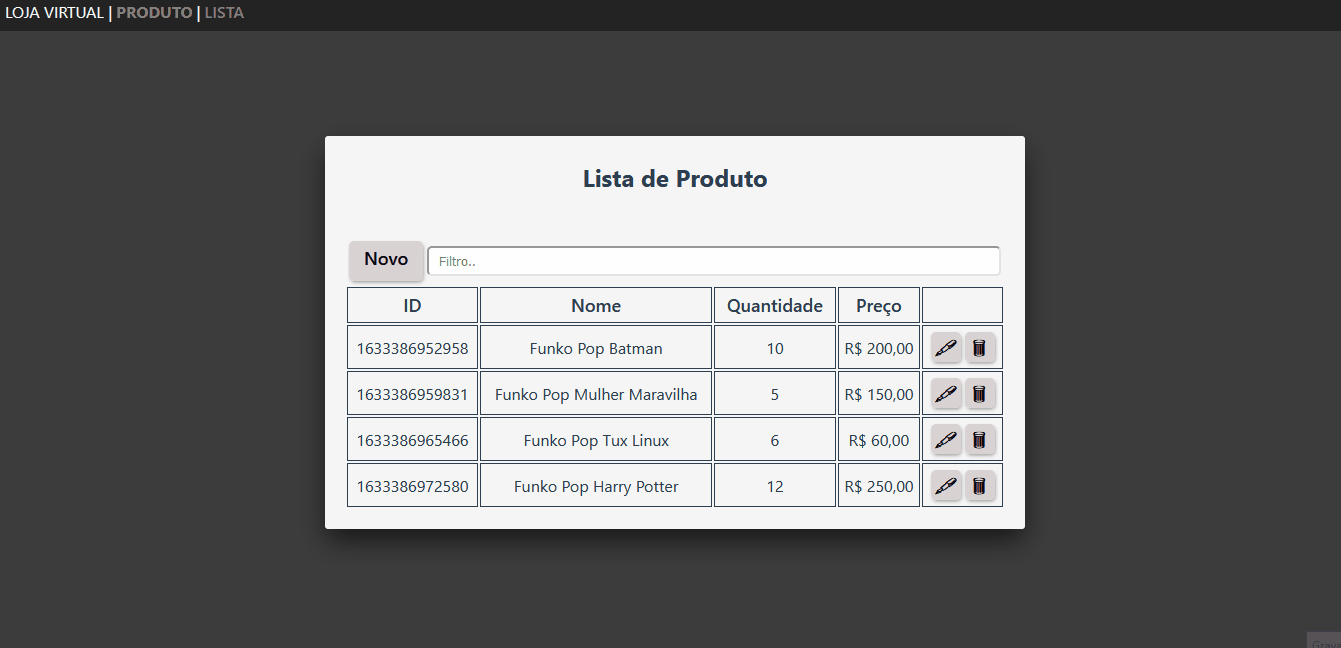 LOJA VIRTUAL | PRODUTO | LISTA
Lista de Produto
Novo Filtro..
ID Nome Quantidade Preço
1633386952958 Funko Pop Batman 10 R$ 200,00
1633386959831 Funko Pop Mulher Maravilha 5 R$ 150,00
1633386965466 Funko Pop Tux Linux 6 R$ 60,00
1633386972580 Funko Pop Harry Potter 12 R$ 250,00